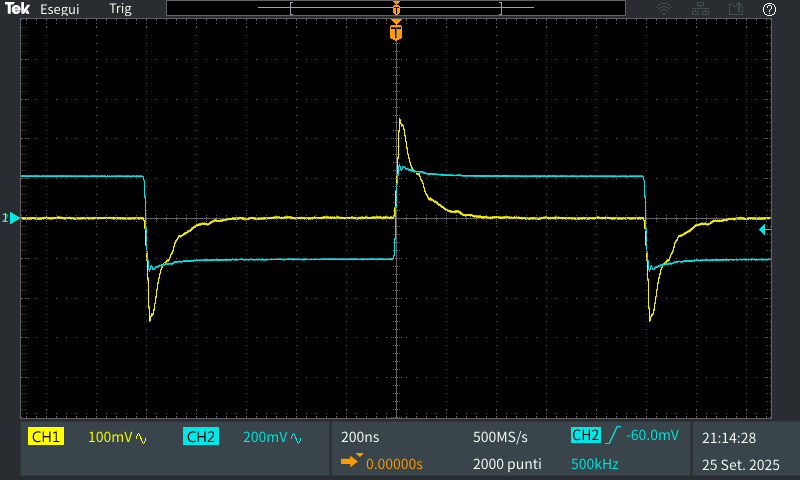 Tek Esegui Trig
T
T
1
CH1 100mV CH2 200mV 200ns 500MS/s CH2 -60.0mV 21:14:28
0.00000s 2000 punti 500kHz 25 Set. 2025